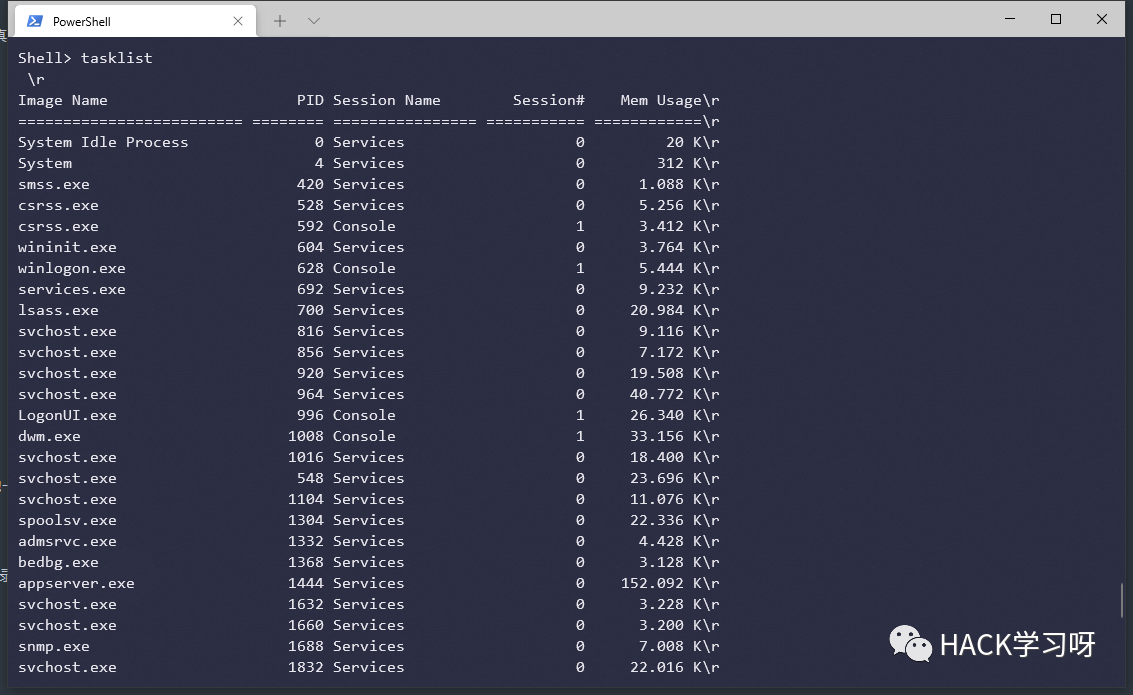 PowerShell
Shell> tasklist
\r
Image Name                     PID Session Name        Session#    Mem Usage\r
========================= ======== ================ =========== ============\r
System Idle Process              0 Services                   0         20 K\r
System                           4 Services                   0        312 K\r
smss.exe                       420 Services                   0      1.088 K\r
csrss.exe                      528 Services                   0      5.256 K\r
csrss.exe                      592 Console                    1      3.412 K\r
wininit.exe                    604 Services                   0      3.764 K\r
winlogon.exe                   628 Console                    1      5.444 K\r
services.exe                   692 Services                   0      9.232 K\r
lsass.exe                      700 Services                   0     20.984 K\r
svchost.exe                    816 Services                   0      9.116 K\r
svchost.exe                    856 Services                   0      7.172 K\r
svchost.exe                    920 Services                   0     19.508 K\r
svchost.exe                    964 Services                   0     40.772 K\r
LogonUI.exe                    996 Console                    1     26.340 K\r
dwm.exe                       1008 Console                    1     33.156 K\r
svchost.exe                   1016 Services                   0     18.400 K\r
svchost.exe                    548 Services                   0     23.696 K\r
svchost.exe                   1104 Services                   0     11.076 K\r
spoolsv.exe                   1304 Services                   0     22.336 K\r
admsrvc.exe                   1332 Services                   0      4.428 K\r
bedbg.exe                     1368 Services                   0      3.128 K\r
appserver.exe                 1444 Services                   0    152.092 K\r
svchost.exe                   1632 Services                   0      3.228 K\r
svchost.exe                   1660 Services                   0      3.200 K\r
snmp.exe                      1688 Services                   0      7.008 K\r
svchost.exe                   1832 Services                   0     22.016 K\r
HACK学习呀